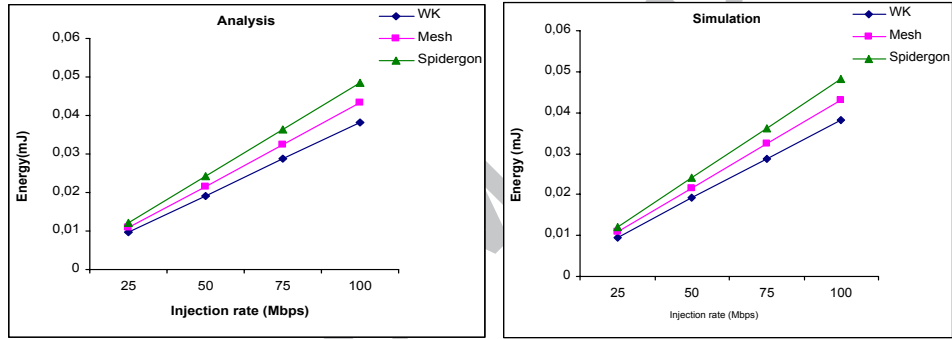 Analysis
WK
Mesh
Spidergon
0,06
0,05
0,04
0,03
0,02
0,01
0
Energy(mJ)
25 50 75 100
Injection rate (Mbps)
Simulation
WK
Mesh
Spidergon
0,06
0,05
0,04
0,03
0,02
0,01
0
Energy (mJ)
25 50 75 100
Injection rate (Mbps)